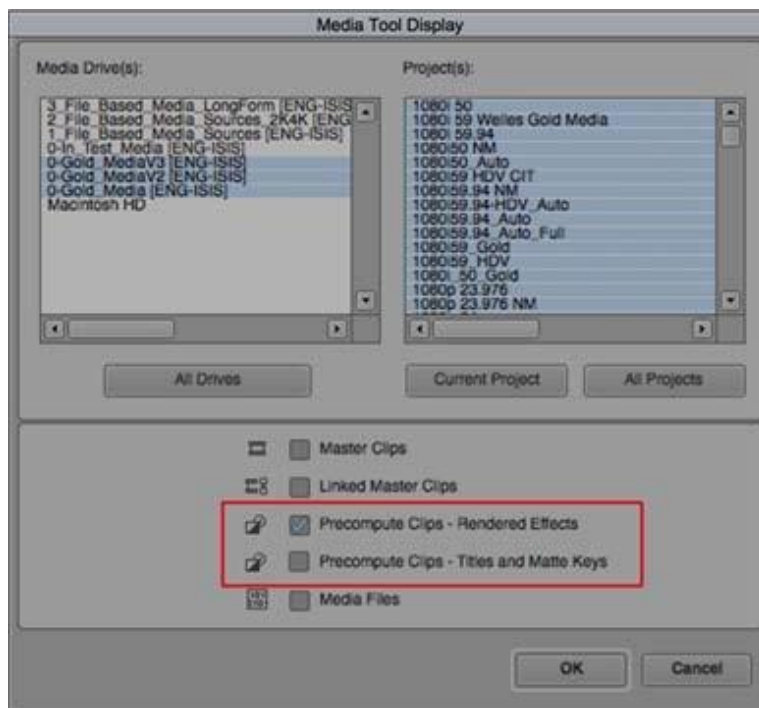 Media Tool Display
Media Drive(s):
3_File_Based_Media_LongForm [ENG-ISIS
2_File_Based_Media_Sources_2K4K [ENG
1_File_Based_Media_Sources [ENG-ISIS]
0-In_Test_Media [ENG-ISIS]
0-Gold_MediaV3 [ENG-ISIS]
0-Gold_MediaV2 [ENG-ISIS]
0-Gold_Media [ENG-ISIS]
Macintosh HD
All Drives
Project(s):
1080i 50
1080i 59 Welles Gold Media
1080i 59.94
1080i50 NM
1080i50_Auto
1080i59 HDV CIT
1080i59.94 NM
1080i59.94-HDV_Auto
1080i59.94_Auto
1080i59.94_Auto_Full
1080i59_Gold
1080i59_HDV
1080i_50_Gold
1080p 23.976
1080p 23.976 NM
Current Project
All Projects
Master Clips
Linked Master Clips
Precompute Clips - Rendered Effects
Precompute Clips - Titles and Matte Keys
Media Files
OK
Cancel